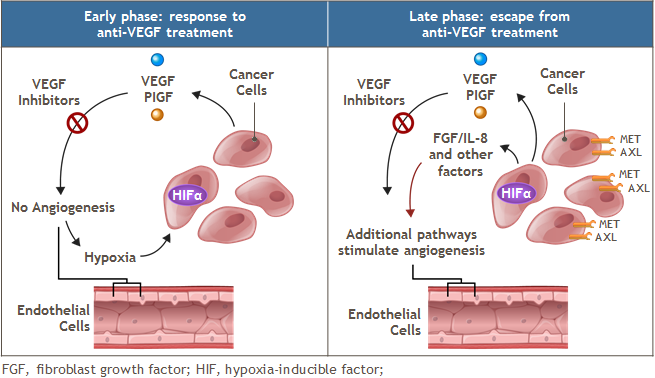 Early phase: response to
anti-VEGF treatment
VEGF
Inhibitors
VEGF
PIGF
Cancer
Cells
HIFα
No Angiogenesis
Hypoxia
Endothelial
Cells
Late phase: escape from
anti-VEGF treatment
VEGF
Inhibitors
VEGF
PIGF
Cancer
Cells
FGF/IL-8
and other
factors
HIFα
MET
AXL
MET
AXL
MET
AXL
Additional pathways
stimulate angiogenesis
Endothelial
Cells
FGF, fibroblast growth factor; HIF, hypoxia-inducible factor;